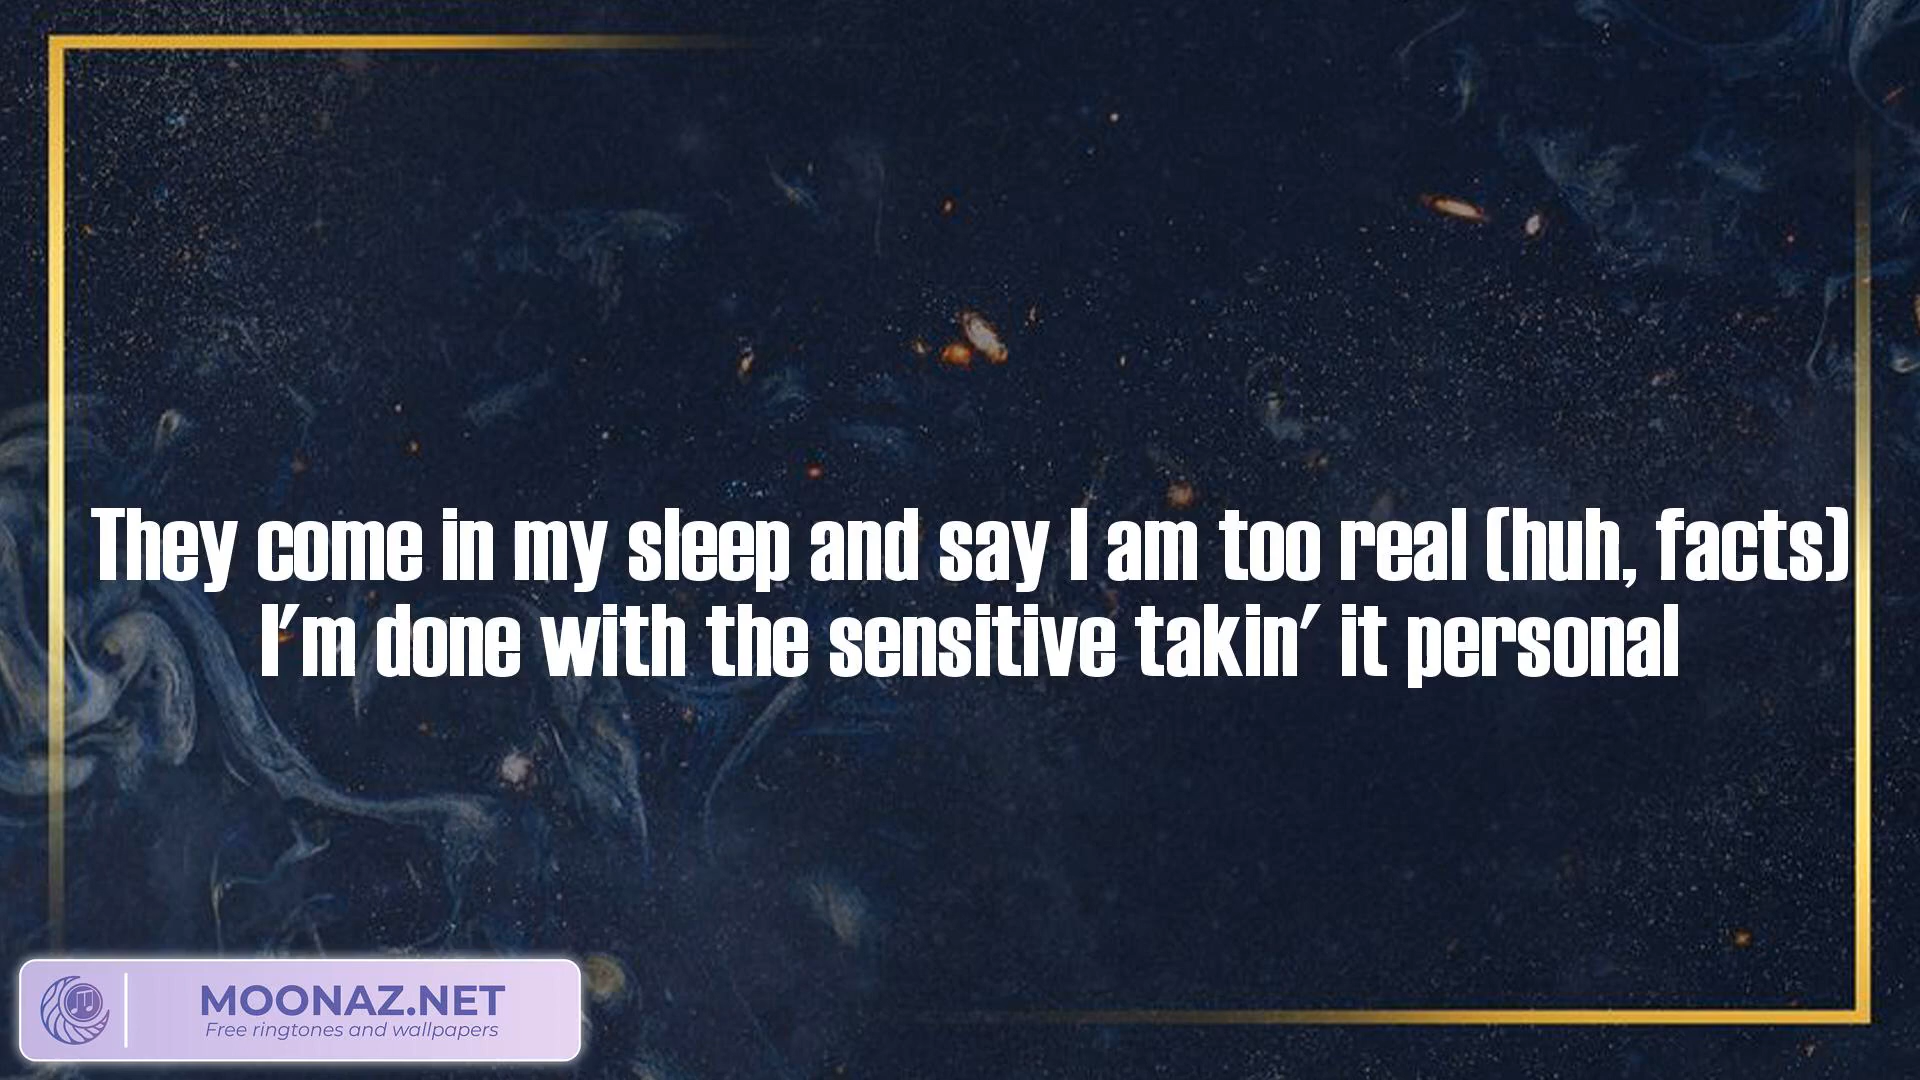 They come in my sleep and say I am too real (huh, facts)
I'm done with the sensitive takin' it personal
MOONAZ.NET
Free ringtones and wallpapers